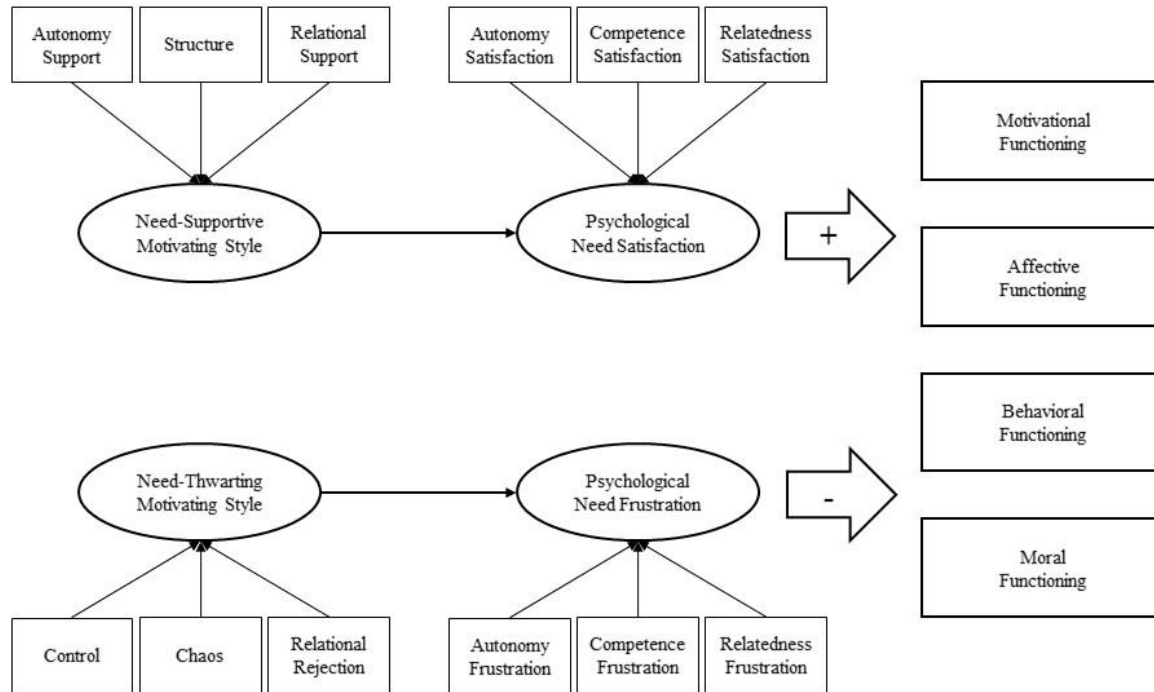 Autonomy
Support
Structure
Relational
Support
Autonomy
Satisfaction
Competence
Satisfaction
Relatedness
Satisfaction
Motivational
Functioning
Need-Supportive
Motivating Style
Psychological
Need Satisfaction
+
Affective
Functioning
Behavioral
Functioning
Need-Thwarting
Motivating Style
Psychological
Need Frustration
-
Moral
Functioning
Control
Chaos
Relational
Rejection
Autonomy
Frustration
Competence
Frustration
Relatedness
Frustration